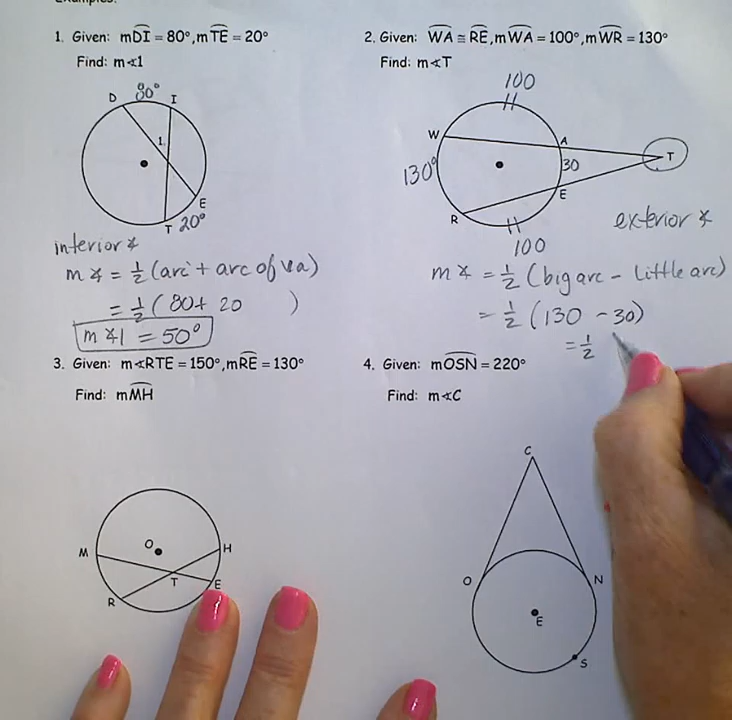 Examples:
1. Given: mDI = 80°, mTE = 20°
Find: m∢1
D
80°
I
1
E
T 20°
interior ∢
m∢ = ½ (arc + arc of va)
= ½ (80 + 20 )
m∢1 = 50°
2. Given: WA ≅ RE, mWA = 100°, mWR = 130°
Find: m∢T
100
W
A
130°
30
T
E
R
100
exterior ∢
m∢ = ½ (big arc - little arc)
= ½ (130 - 30)
= ½
3. Given: m∢RTE = 150°, mRE = 130°
Find: mMH
O
M
H
T
E
R
4. Given: mOSN = 220°
Find: m∢C
C
O
N
E
S